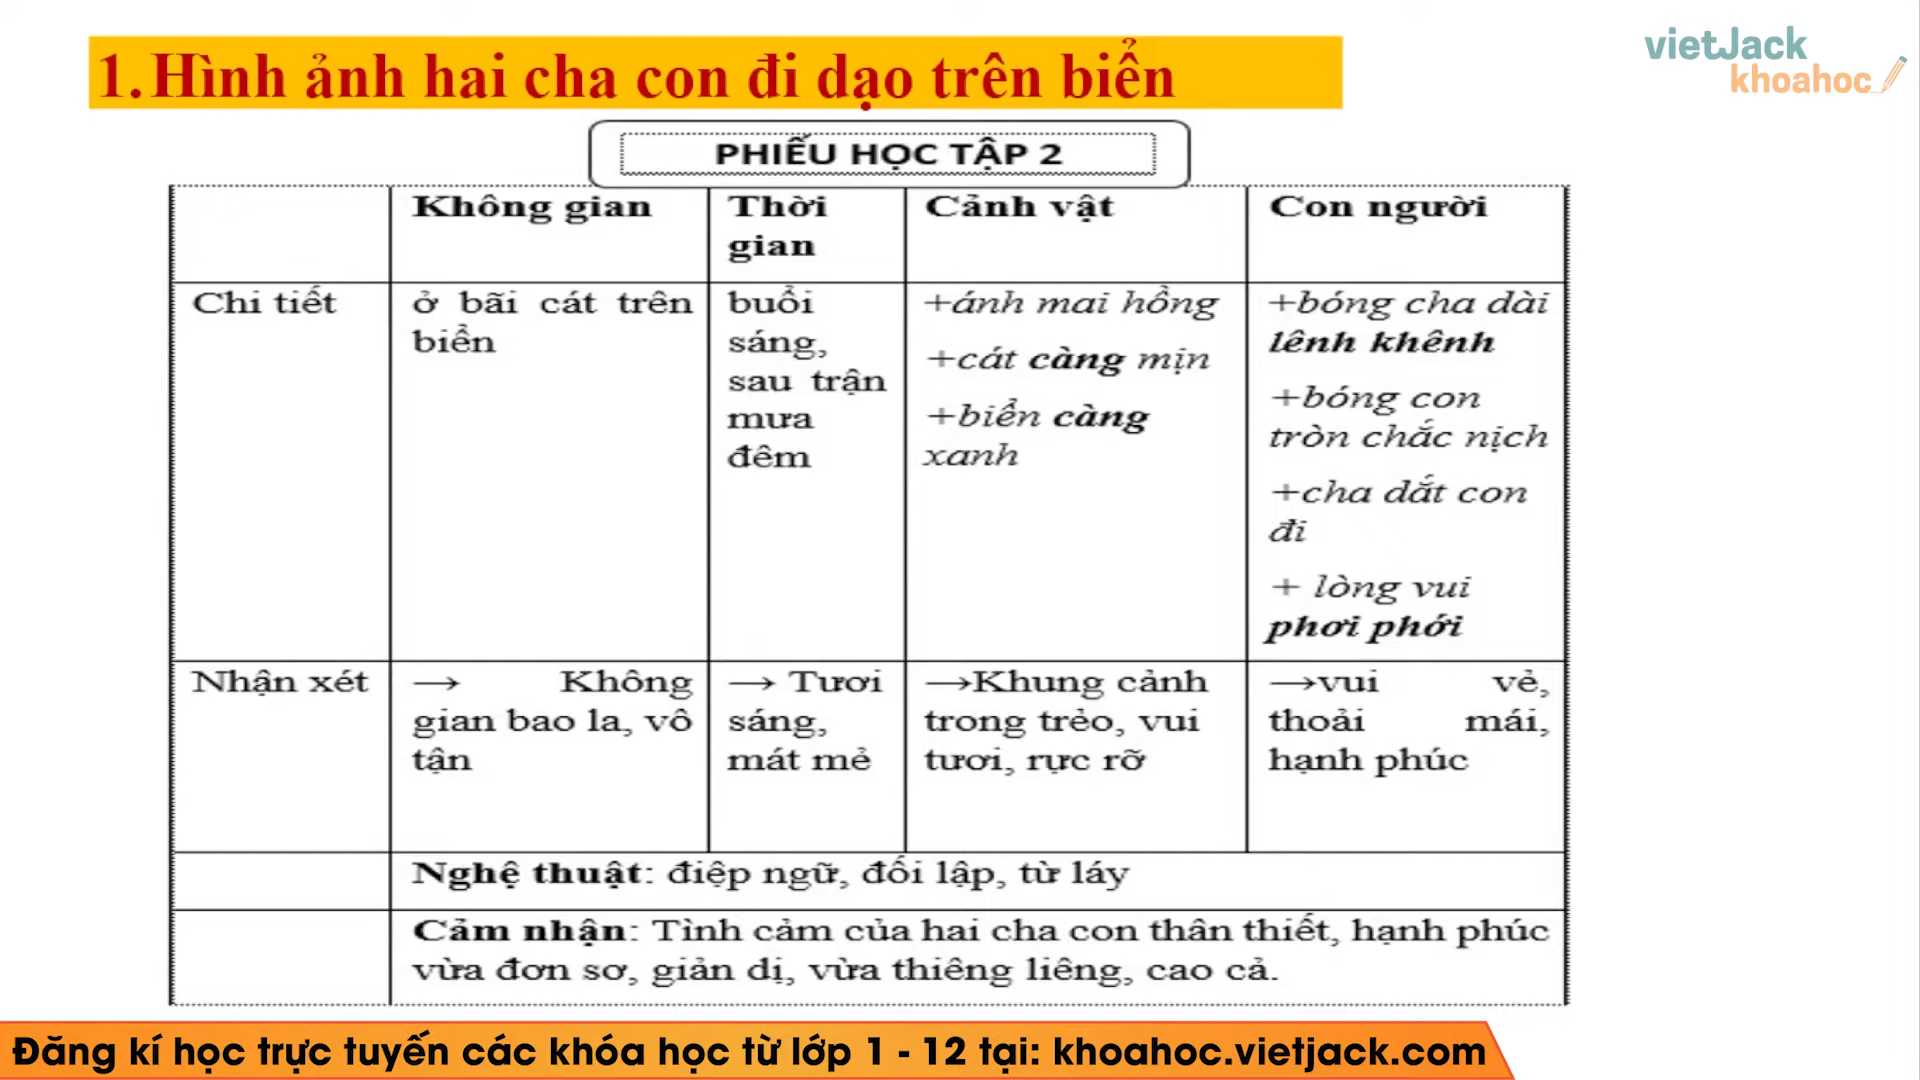 1. Hình ảnh hai cha con đi dạo trên biển
vietJack
khoahoc
PHIẾU HỌC TẬP 2
Không gian
Thời
gian
Cảnh vật
Con người
Chi tiết
ở bãi cát trên
biển
buổi
sáng,
sau trận
mưa
đêm
+ánh mai hồng
+cát càng mịn
+biển càng
xanh
+bóng cha dài
lênh khênh
+bóng con
tròn chắc nịch
+cha dắt con
đi
+ lòng vui
phơi phới
Nhận xét
→ Không
gian bao la, vô
tận
→ Tươi
sáng,
mát mẻ
→Khung cảnh
trong trẻo, vui
tươi, rực rỡ
→vui vẻ,
thoải mái,
hạnh phúc
Nghệ thuật: điệp ngữ, đối lập, từ láy
Cảm nhận: Tình cảm của hai cha con thân thiết, hạnh phúc
vừa đơn sơ, giản dị, vừa thiêng liêng, cao cả.
Đăng kí học trực tuyến các khóa học từ lớp 1 - 12 tại: khoahoc.vietjack.com